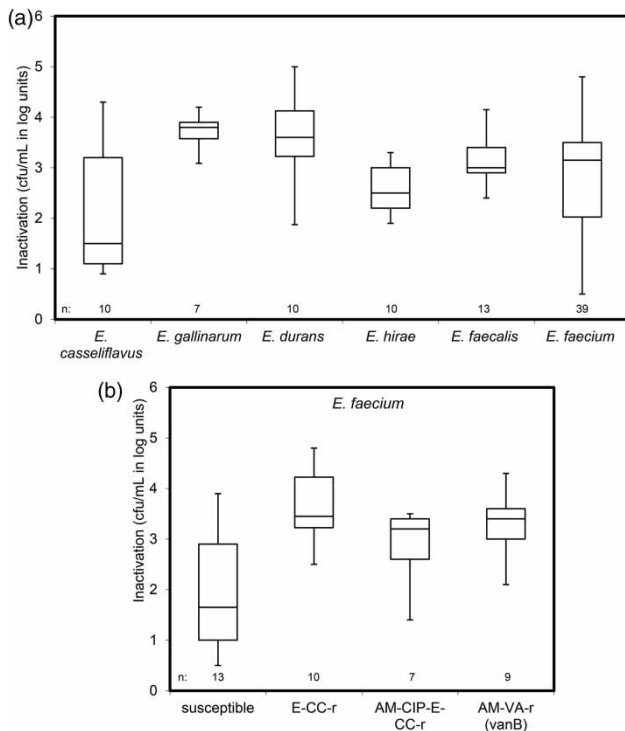 (a)
6
5
4
3
2
1
0
Inactivation (cfu/mL in log units)
n: 10 7 10 10 13 39
E. casseliflavus E. gallinarum E. durans E. hirae E. faecalis E. faecium
(b)
E. faecium
6
5
4
3
2
1
0
Inactivation (cfu/mL in log units)
n: 13 10 7 9
susceptible E-CC-r AM-CIP-E- AM-VA-r
CC-r (vanB)